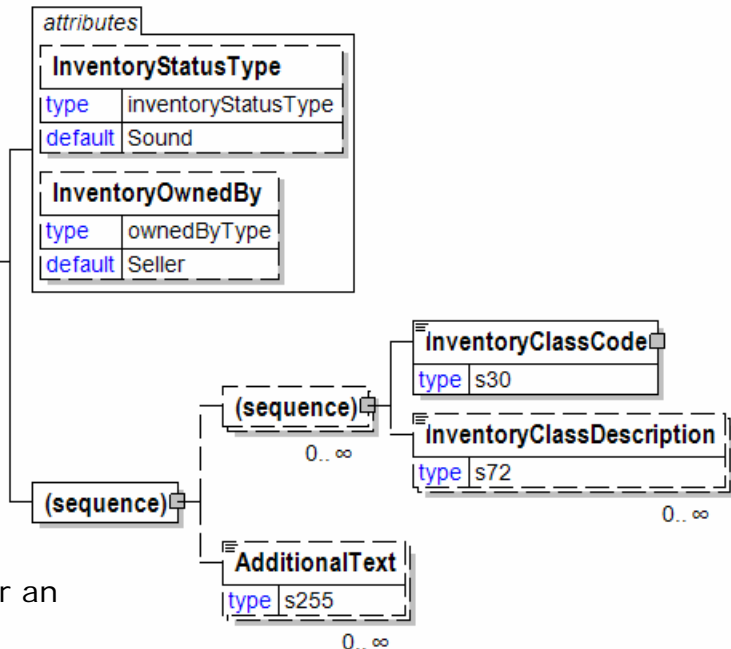 attributes
InventoryStatusType
type inventoryStatusType
default Sound
InventoryOwnedBy
type ownedByType
default Seller
InventoryClassCode
type s30
(sequence)
0.. ∞
InventoryClassDescription
type s72
0.. ∞
(sequence)
AdditionalText
type s255
0.. ∞
r an